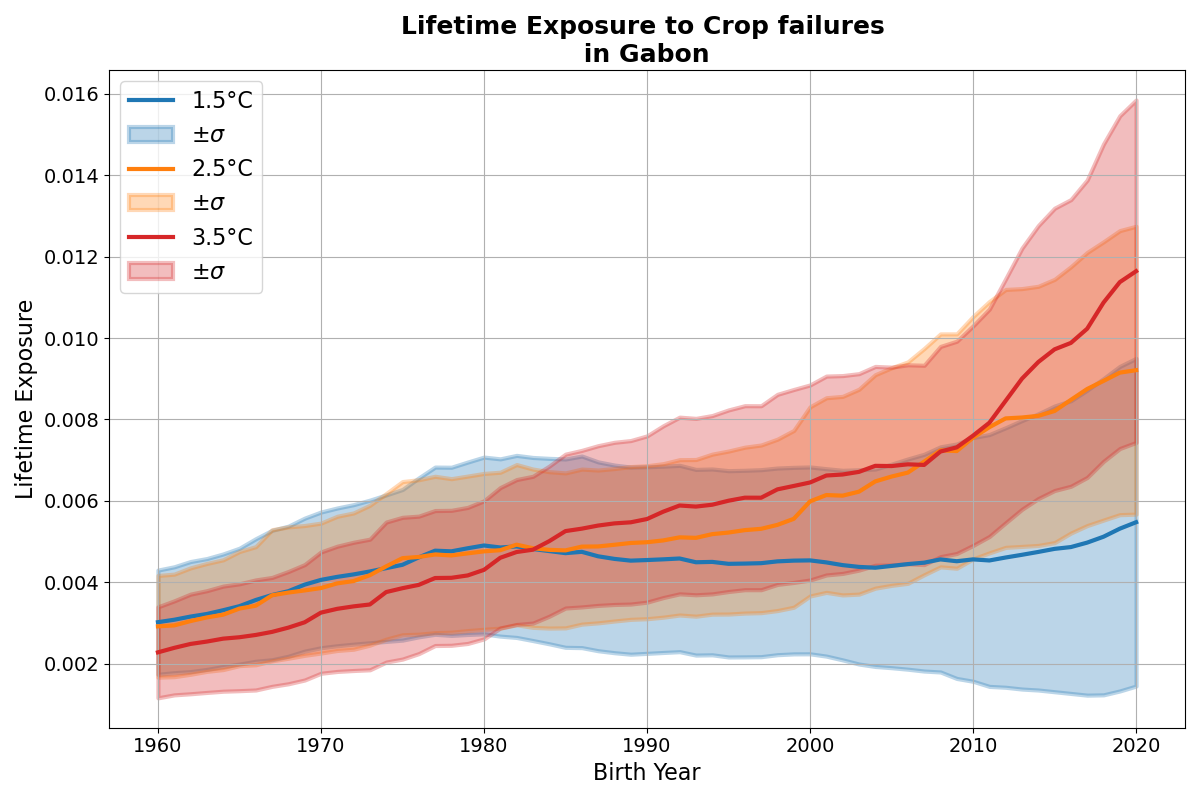 Lifetime Exposure to Crop failures
in Gabon
0.016
0.014
0.012
0.010
0.008
0.006
0.004
0.002
Lifetime Exposure
1.5°C
±σ
2.5°C
±σ
3.5°C
±σ
1960
1970
1980
1990
2000
2010
2020
Birth Year